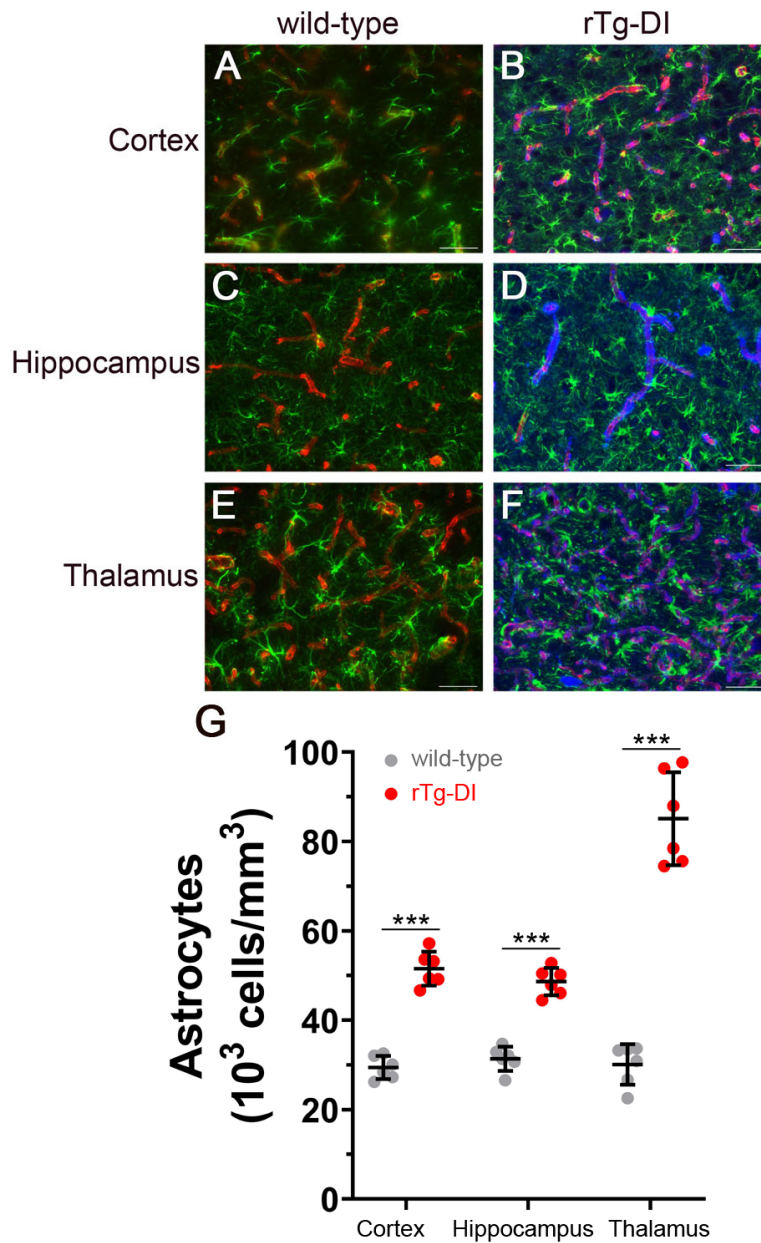 wild-type rTg-DI
A B
Cortex
C D
Hippocampus
E F
Thalamus
G
100
80
60
40
20
0
Astrocytes
(10³ cells/mm³)
wild-type
rTg-DI
***
***
***
Cortex Hippocampus Thalamus